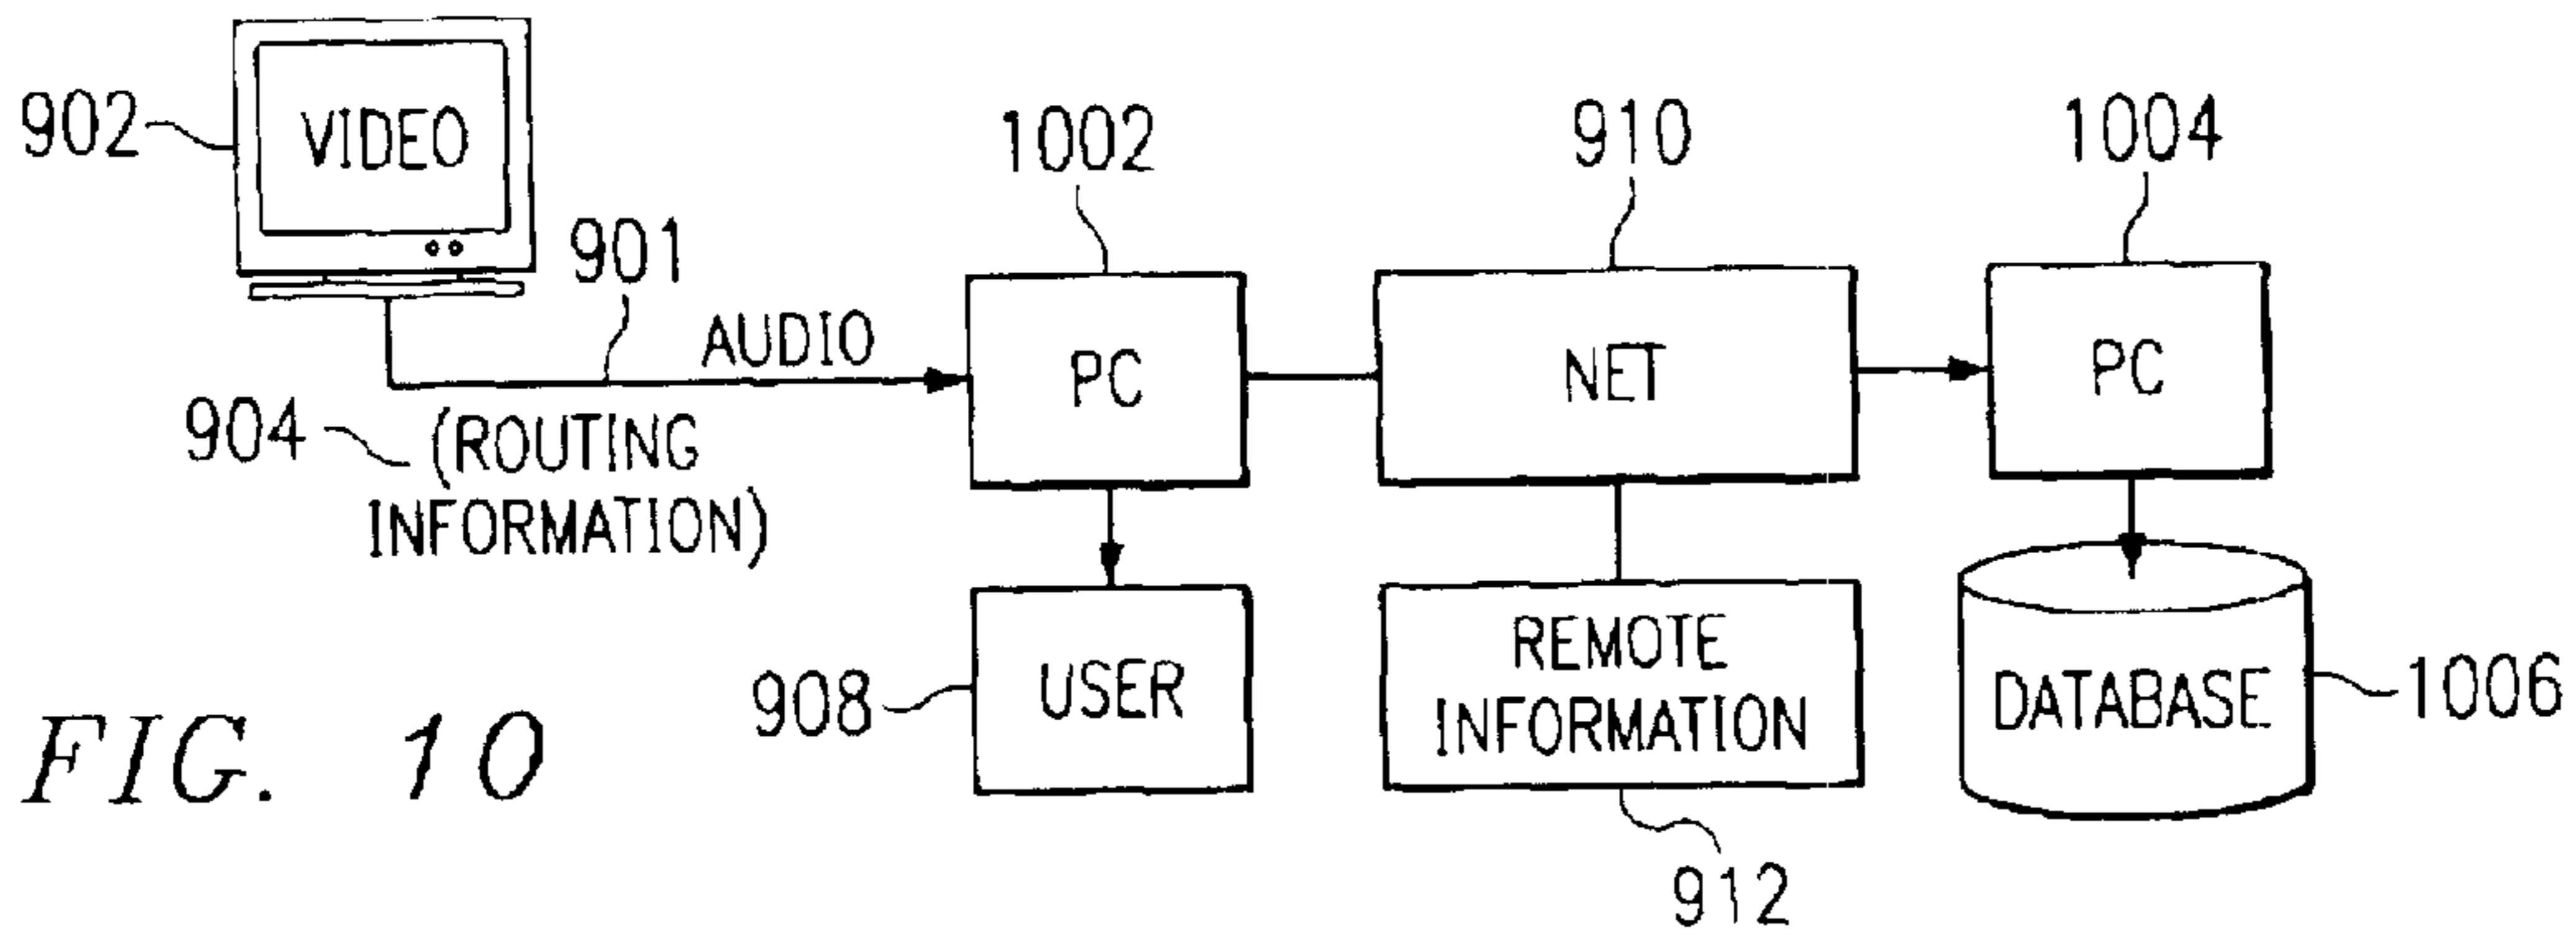 902
VIDEO
901
AUDIO
904
(ROUTING
INFORMATION)
1002
PC
908
USER
910
NET
REMOTE
INFORMATION
912
1004
PC
DATABASE
1006
FIG. 10